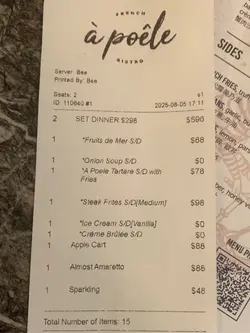 FRENCH
à poêle
BISTRO
Server: Bee
Printed By: Bee
Seats: 2 s1
ID: 110640 #1 2025-08-05 17:11
2 SET DINNER $298 $596
1 *Fruits de Mer S/D $68
1 *Onion Soup S/D $0
1 *A Poele Tartare S/D with $78
Fries
1 *Steak Frites S/D[Medium] $98
1 *Ice Cream S/D[Vanilla] $0
1 *Crème Brûlée S/D $0
1 Apple Cart $88
1 Almost Amaretto $88
1 Sparkling $48
Total Number of Items: 15
SIDES